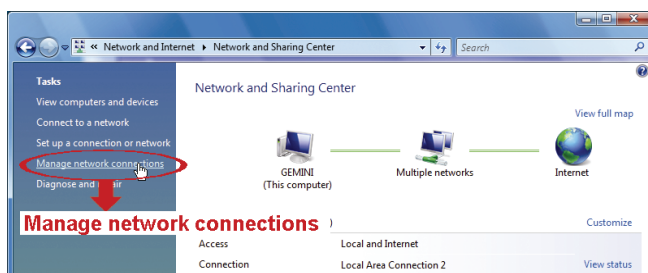 « Network and Internet ▸ Network and Sharing Center
Search
Tasks
View computers and devices
Connect to a network
Set up a connection or network
Manage network connections
Diagnose and
Network and Sharing Center
View full map
GEMINI
(This computer)
Multiple networks
Internet
Manage network connections
)
Customize
Access
Local and Internet
Connection
Local Area Connection 2
View status